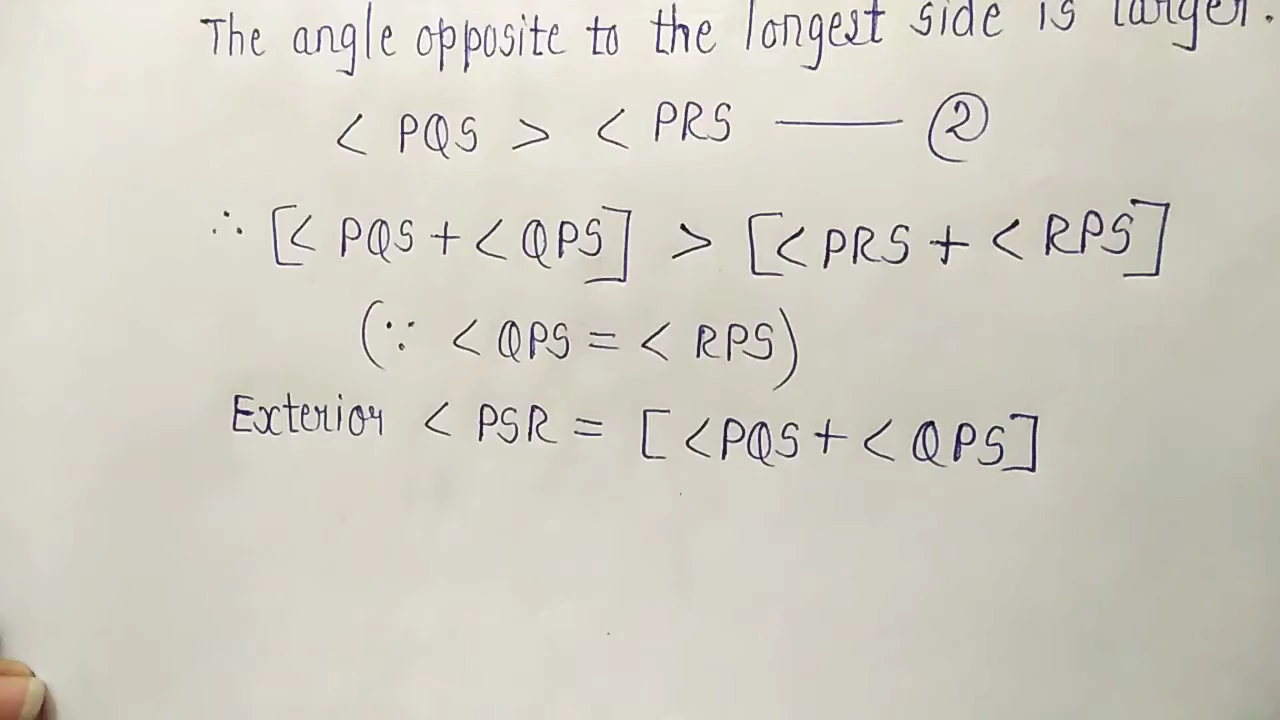 The angle opposite to the longest side is larger.
< PQS > < PRS —— ②
∴ [< PQS + < QPS] > [< PRS + < RPS]
(∵ < QPS = < RPS)
Exterior < PSR = [< PQS + < QPS]